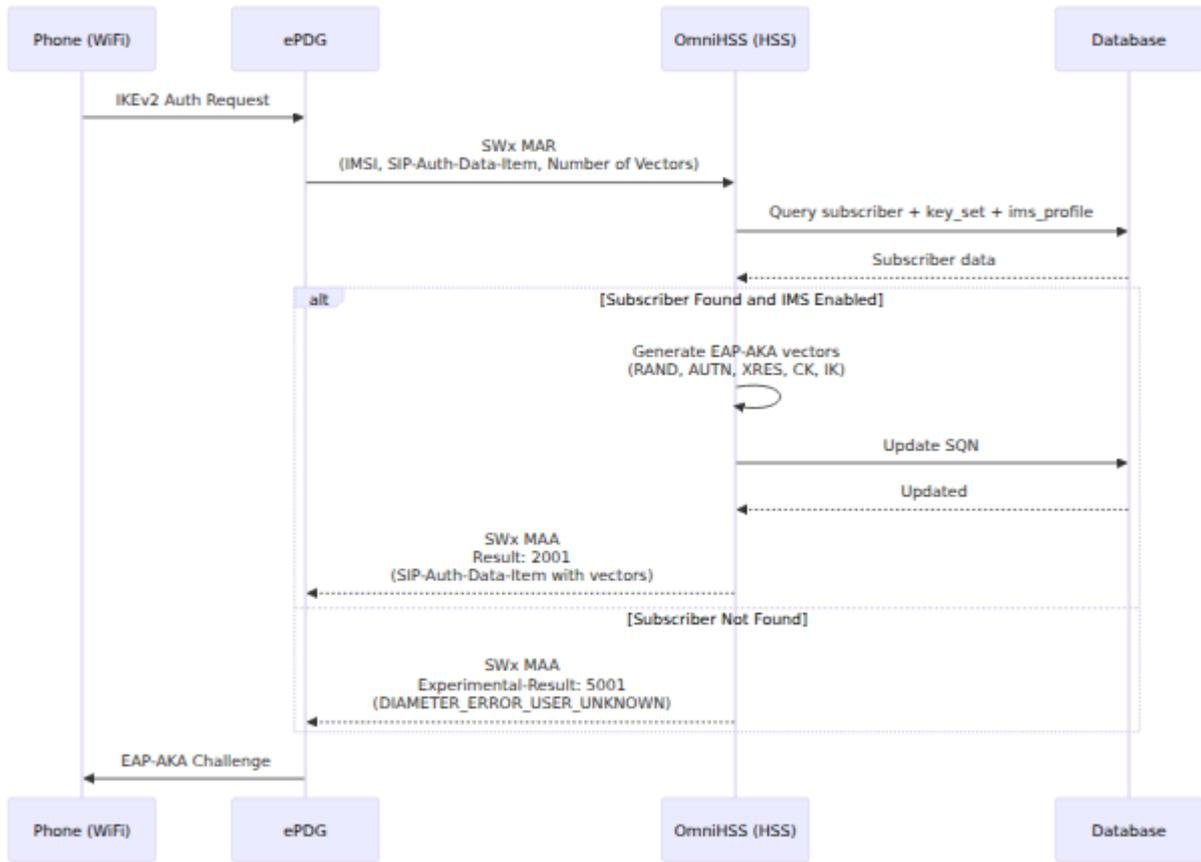 Phone (WiFi)
ePDG
OmniHSS (HSS)
Database
IKEv2 Auth Request
SWx MAR
(IMSI, SIP-Auth-Data-Item, Number of Vectors)
Query subscriber + key_set + ims_profile
Subscriber data
alt
[Subscriber Found and IMS Enabled]
Generate EAP-AKA vectors
(RAND, AUTN, XRES, CK, IK)
Update SQN
Updated
SWx MAA
Result: 2001
(SIP-Auth-Data-Item with vectors)
[Subscriber Not Found]
SWx MAA
Experimental-Result: 5001
(DIAMETER_ERROR_USER_UNKNOWN)
EAP-AKA Challenge
Phone (WiFi)
ePDG
OmniHSS (HSS)
Database